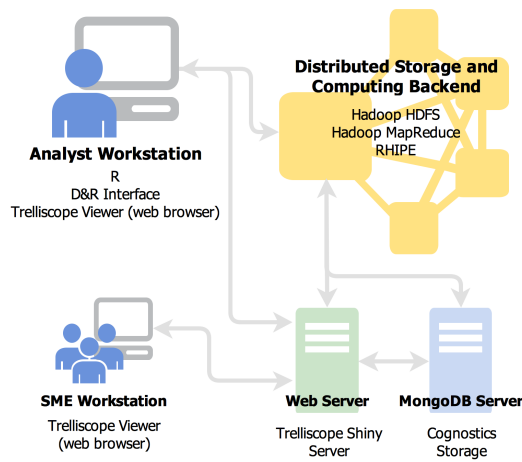 Distributed Storage and
Computing Backend
Hadoop HDFS
Hadoop MapReduce
RHIPE
Analyst Workstation
R
D&R Interface
Trelliscope Viewer (web browser)
SME Workstation
Trelliscope Viewer
(web browser)
Web Server
Trelliscope Shiny
Server
MongoDB Server
Cognostics
Storage